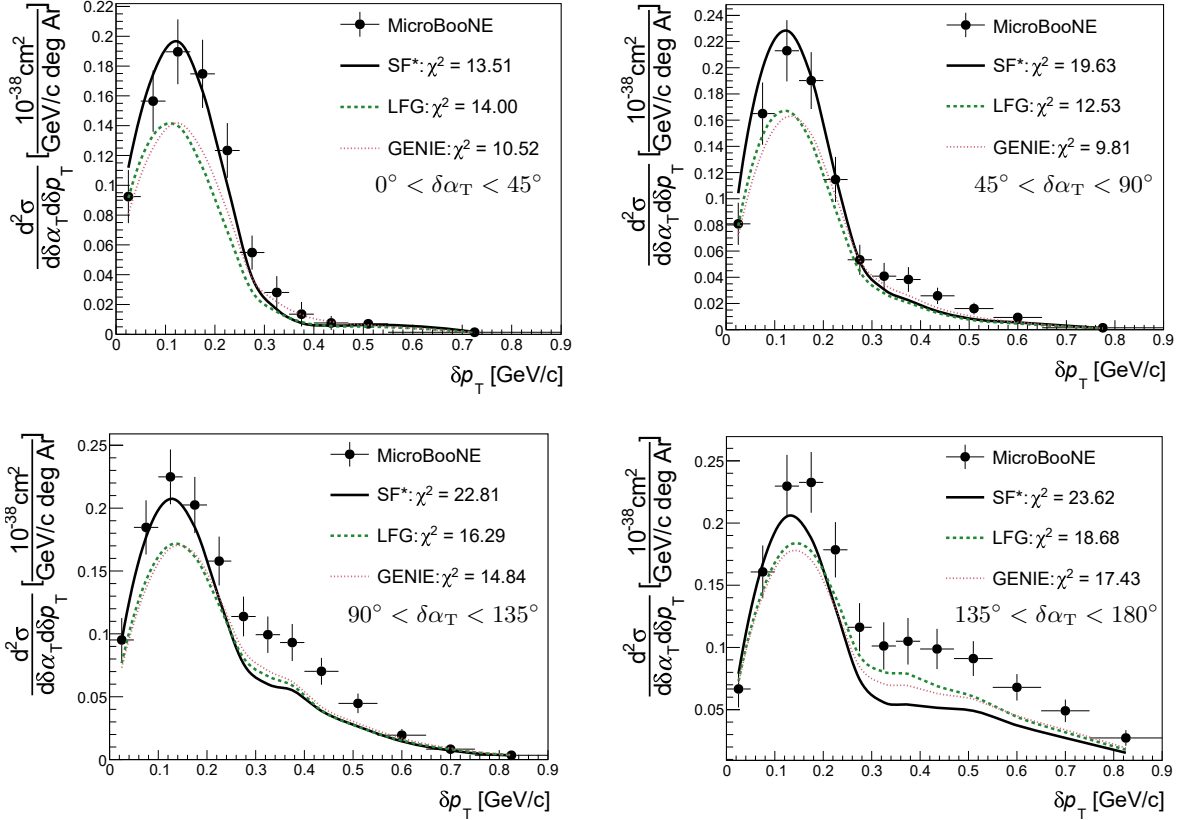 MicroBooNE
SF*: χ² = 13.51
LFG: χ² = 14.00
GENIE: χ² = 10.52
0° < δα_T < 45°
d²σ/dδα_T dδp_T [10⁻³⁸cm²/GeV/c deg Ar]
0 0.02 0.04 0.06 0.08 0.1 0.12 0.14 0.16 0.18 0.2 0.22
0 0.1 0.2 0.3 0.4 0.5 0.6 0.7 0.8 0.9
δp_T [GeV/c]
MicroBooNE
SF*: χ² = 19.63
LFG: χ² = 12.53
GENIE: χ² = 9.81
45° < δα_T < 90°
d²σ/dδα_T dδp_T [10⁻³⁸cm²/GeV/c deg Ar]
0 0.02 0.04 0.06 0.08 0.1 0.12 0.14 0.16 0.18 0.2 0.22 0.24
0 0.1 0.2 0.3 0.4 0.5 0.6 0.7 0.8 0.9
δp_T [GeV/c]
MicroBooNE
SF*: χ² = 22.81
LFG: χ² = 16.29
GENIE: χ² = 14.84
90° < δα_T < 135°
d²σ/dδα_T dδp_T [10⁻³⁸cm²/GeV/c deg Ar]
0 0.05 0.1 0.15 0.2 0.25
0 0.1 0.2 0.3 0.4 0.5 0.6 0.7 0.8 0.9
δp_T [GeV/c]
MicroBooNE
SF*: χ² = 23.62
LFG: χ² = 18.68
GENIE: χ² = 17.43
135° < δα_T < 180°
d²σ/dδα_T dδp_T [10⁻³⁸cm²/GeV/c deg Ar]
0.05 0.1 0.15 0.2 0.25
0 0.1 0.2 0.3 0.4 0.5 0.6 0.7 0.8 0.9
δp_T [GeV/c]